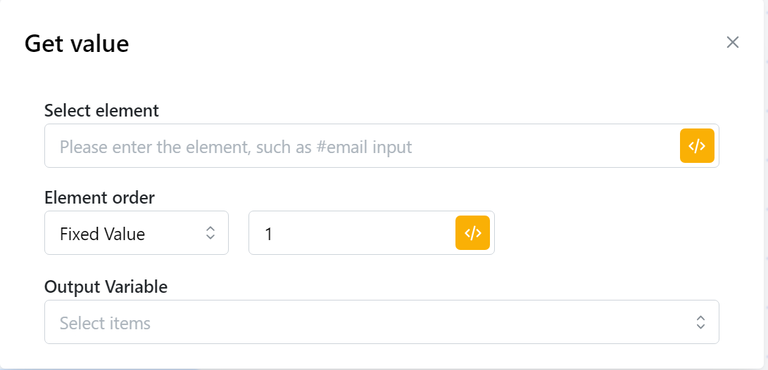 Get value
Select element
Please enter the element, such as #email input
</>
Element order
Fixed Value
1
</>
Output Variable
Select items